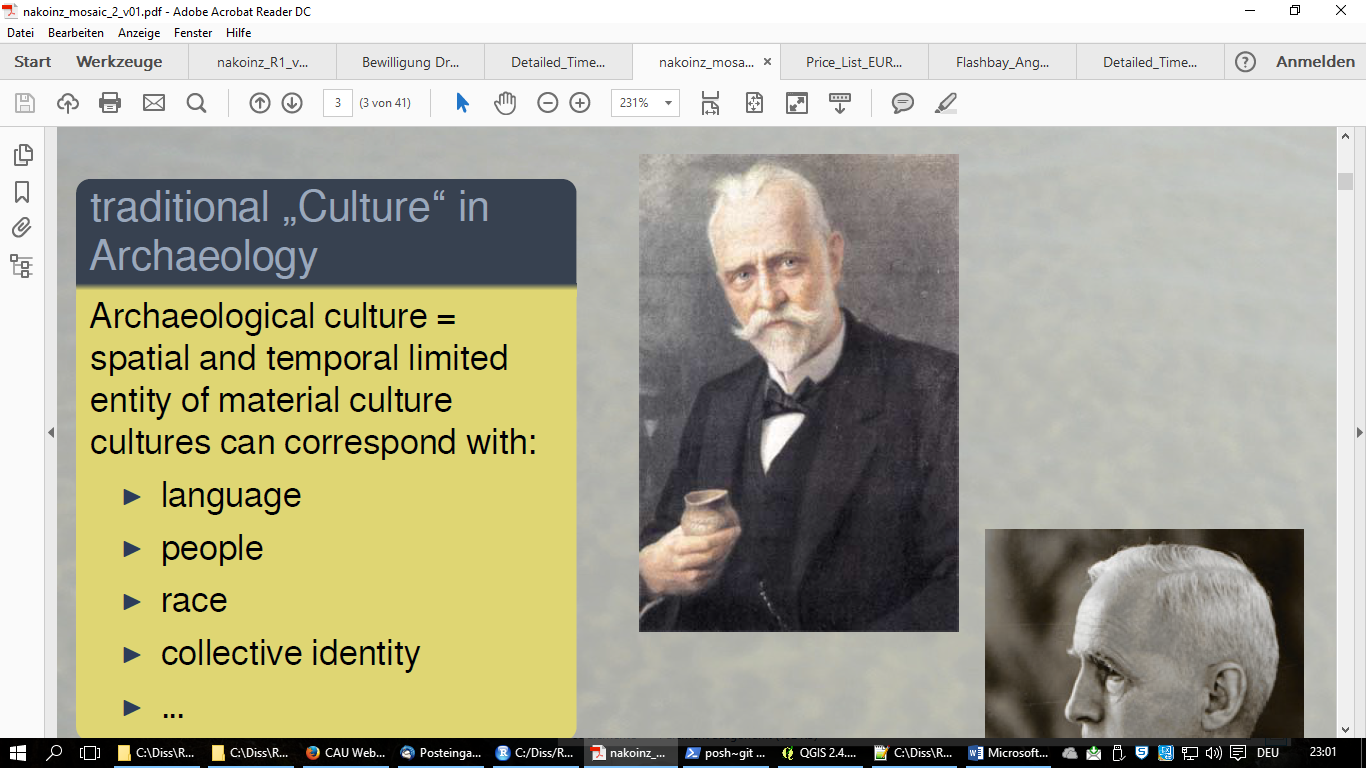 nakoinz_mosaic_2_v01.pdf - Adobe Acrobat Reader DC
Datei Bearbeiten Anzeige Fenster Hilfe
Start Werkzeuge nakoinz_R1_v... Bewilligung Dr... Detailed_Time... nakoinz_mosa... × Price_List_EUR... Flashbay_Ang... Detailed_Time... ? Anmelden
3 (3 von 41) 231%
traditional „Culture“ in
Archaeology
Archaeological culture =
spatial and temporal limited
entity of material culture
cultures can correspond with:
► language
► people
► race
► collective identity
► ...
C:\Diss\R... C:\Diss\R... CAU Web... Posteinga... C:/Diss/R... nakoinz_... posh~git ... QGIS 2.4.... C:\Diss\R... Microsoft... DEU 23:01